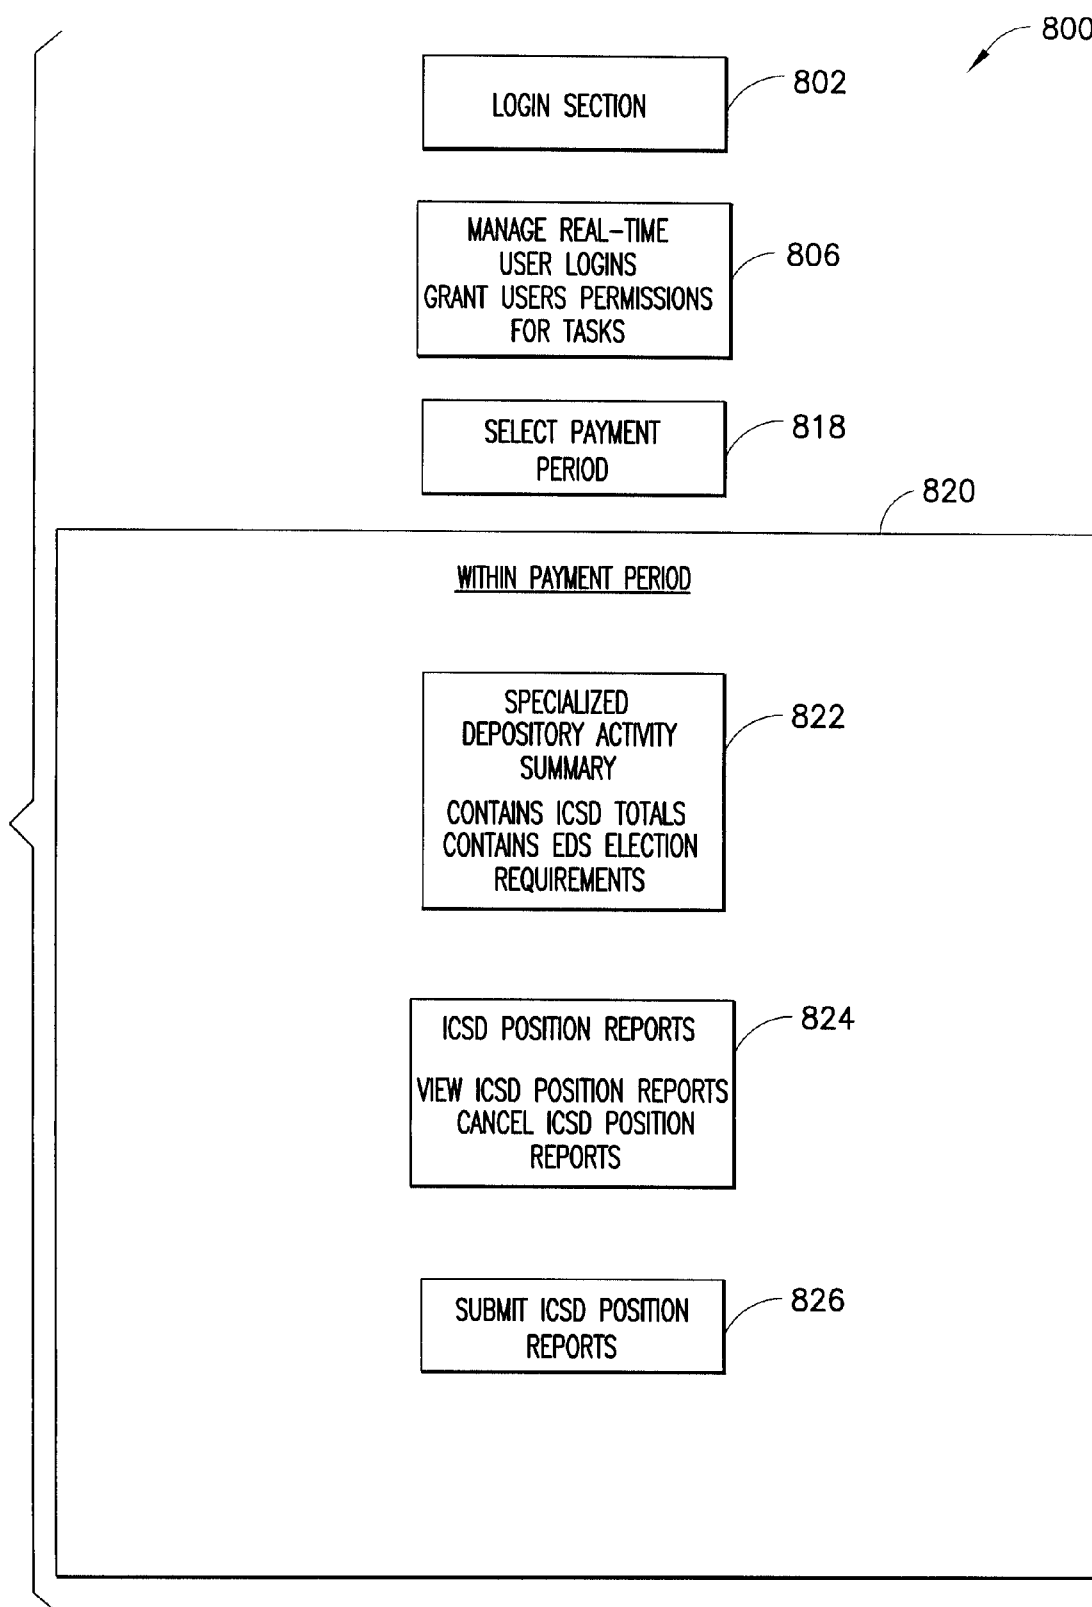 800
LOGIN SECTION
802
MANAGE REAL-TIME
USER LOGINS
GRANT USERS PERMISSIONS
FOR TASKS
806
SELECT PAYMENT
PERIOD
818
820
WITHIN PAYMENT PERIOD
SPECIALIZED
DEPOSITORY ACTIVITY
SUMMARY
CONTAINS ICSD TOTALS
CONTAINS EDS ELECTION
REQUIREMENTS
822
ICSD POSITION REPORTS
VIEW ICSD POSITION REPORTS
CANCEL ICSD POSITION
REPORTS
824
SUBMIT ICSD POSITION
REPORTS
826